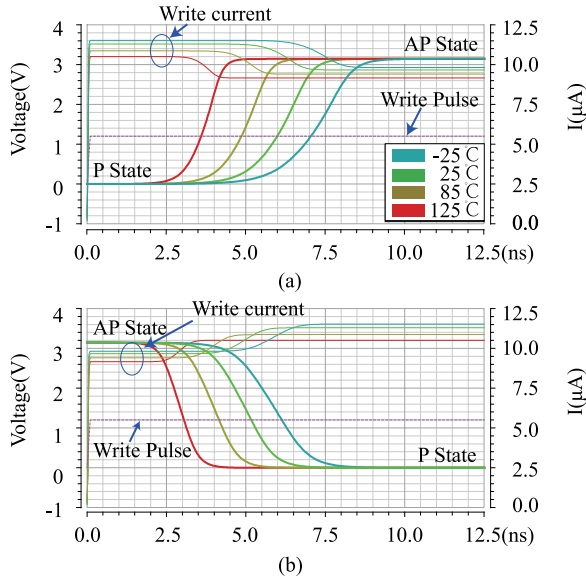 Write current
4
3
2
1
0
-1
Voltage(V)
AP State
Write Pulse
P State
-25℃
25℃
85℃
125℃
12.5
10.0
7.5
5.0
2.5
0.0
I(μA)
0.0 2.5 5.0 7.5 10.0 12.5(ns)
(a)
Write current
AP State
4
3
2
1
0
-1
Voltage(V)
Write Pulse
P State
12.5
10.0
7.5
5.0
2.5
0.0
I(μA)
0.0 2.5 5.0 7.5 10.0 12.5(ns)
(b)